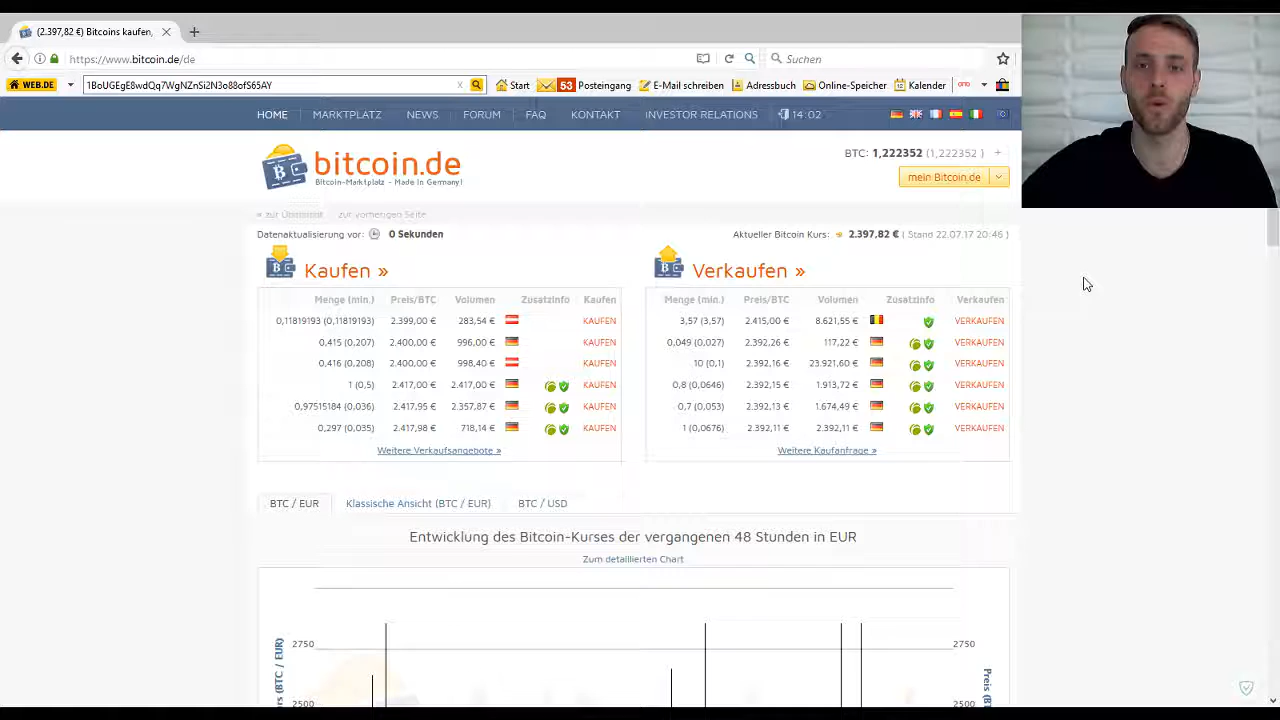 (2.397,82 €) Bitcoins kaufen,
https://www.bitcoin.de/de
Suchen
WEB.DE
1BoUGEgE8wdQq7WgNZnSi2N3o88ofS65AY
Start 53 Posteingang E-Mail schreiben Adressbuch Online-Speicher Kalender
HOME MARKTPLATZ NEWS FORUM FAQ KONTAKT INVESTOR RELATIONS 14:02
bitcoin.de
Bitcoin-Marktplatz - Made in Germany!
BTC: 1,222352 (1,222352 ) +
mein Bitcoin.de
« zur Übersicht zur vorherigen Seite
Datenaktualisierung vor: 0 Sekunden
Aktueller Bitcoin Kurs: 2.397,82 € ( Stand 22.07.17 20:46 )
Kaufen »
Menge (min.) Preis/BTC Volumen Zusatzinfo Kaufen
0,11819193 (0,11819193) 2.399,00 € 283,54 € KAUFEN
0,415 (0,207) 2.400,00 € 996,00 € KAUFEN
0,416 (0,208) 2.400,00 € 998,40 € KAUFEN
1 (0,5) 2.417,00 € 2.417,00 € KAUFEN
0,97515184 (0,036) 2.417,95 € 2.357,87 € KAUFEN
0,297 (0,035) 2.417,98 € 718,14 € KAUFEN
Weitere Verkaufsangebote »
Verkaufen »
Menge (min.) Preis/BTC Volumen Zusatzinfo Verkaufen
3,57 (3,57) 2.415,00 € 8.621,55 € VERKAUFEN
0,049 (0,027) 2.392,26 € 117,22 € VERKAUFEN
10 (0,1) 2.392,16 € 23.921,60 € VERKAUFEN
0,8 (0,0646) 2.392,15 € 1.913,72 € VERKAUFEN
0,7 (0,053) 2.392,13 € 1.674,49 € VERKAUFEN
1 (0,0676) 2.392,11 € 2.392,11 € VERKAUFEN
Weitere Kaufanfrage »
BTC / EUR Klassische Ansicht (BTC / EUR) BTC / USD
Entwicklung des Bitcoin-Kurses der vergangenen 48 Stunden in EUR
Zum detaillierten Chart
2750 2750
2500 2500
(BTC / EUR)
Preis (B